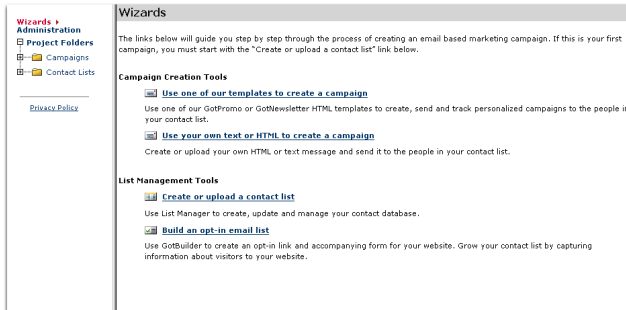 Wizards
Administration
Project Folders
Campaigns
Contact Lists
Privacy Policy
Wizards
The links below will guide you step by step through the process of creating an email based marketing campaign. If this is your first
campaign, you must start with the "Create or upload a contact list" link below.
Campaign Creation Tools
Use one of our templates to create a campaign
Use one of our GotPromo or GotNewsletter HTML templates to create, send and track personalized campaigns to the people in
your contact list.
Use your own text or HTML to create a campaign
Create or upload your own HTML or text message and send it to the people in your contact list.
List Management Tools
Create or upload a contact list
Use List Manager to create, update and manage your contact database.
Build an opt-in email list
Use GotBuilder to create an opt-in link and accompanying form for your website. Grow your contact list by capturing
information about visitors to your website.